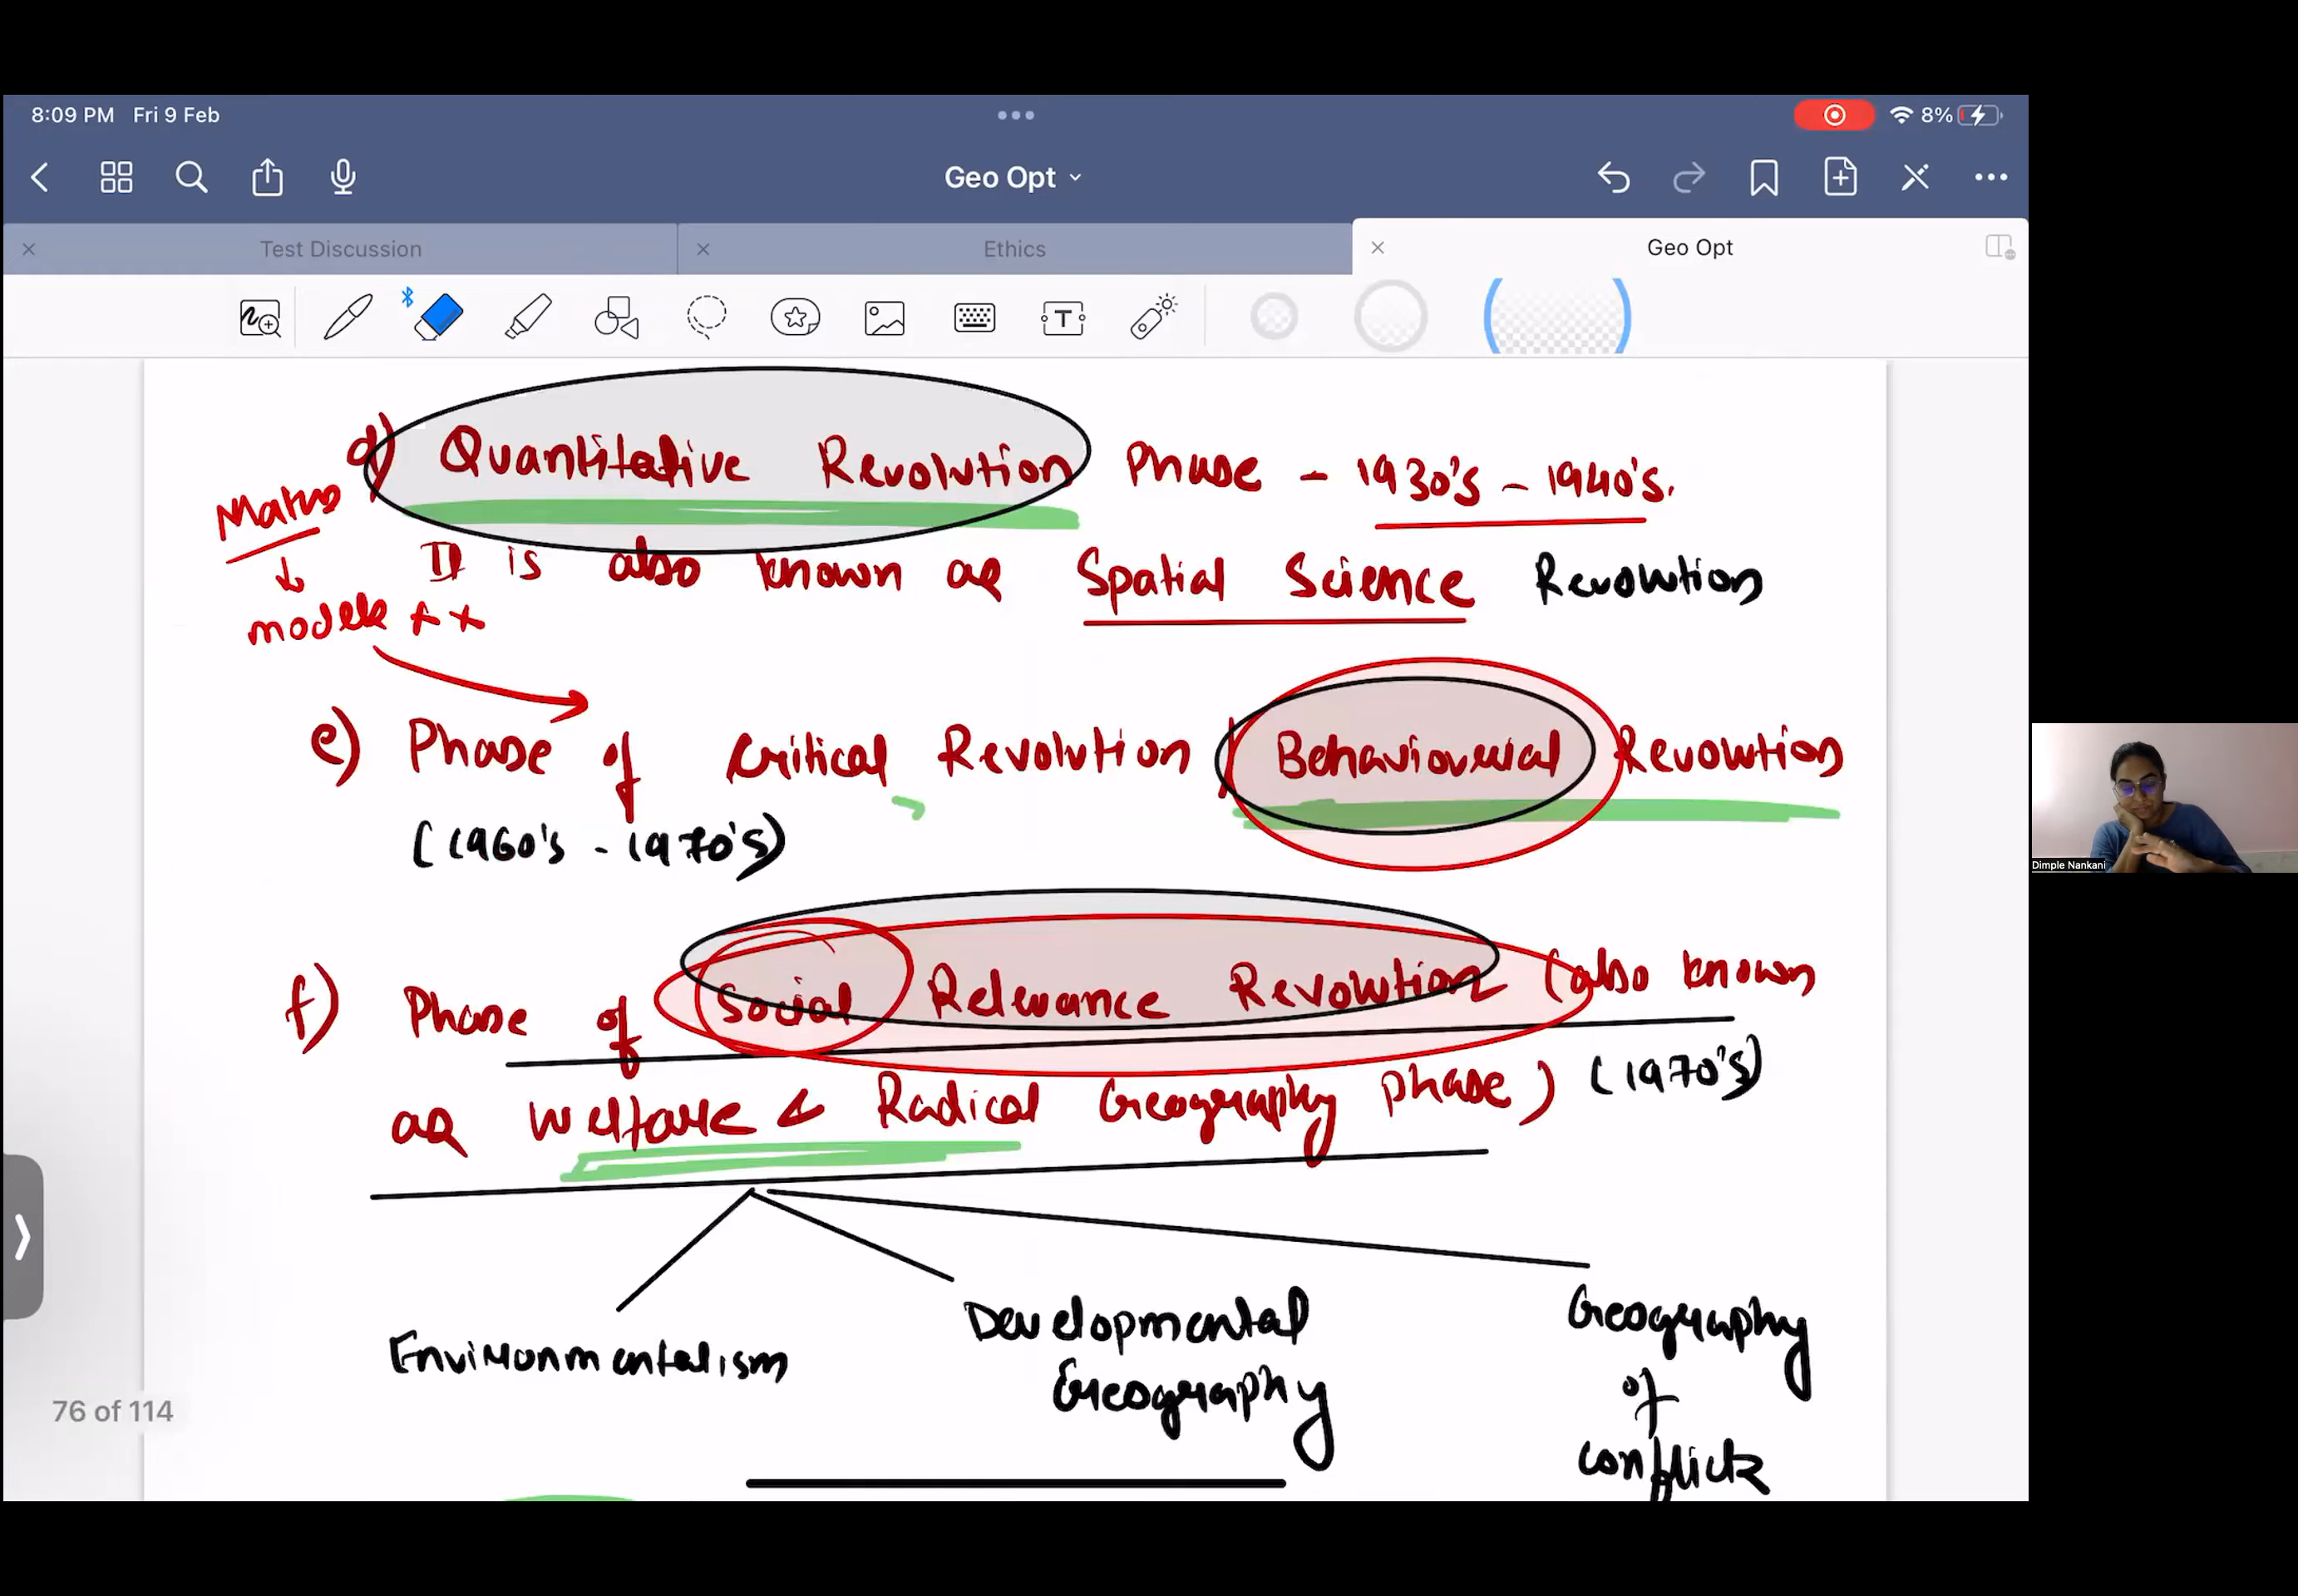 8:09 PM Fri 9 Feb
8%
Geo Opt
Test Discussion
Ethics
Geo Opt
d) Quantitative Revolution Phase - 1930's - 1940's.
Maths
It is also known as Spatial Science Revolution
models x x
e) Phase of Critical Revolution / Behaviourial Revolution
(1960's - 1970's)
f) Phase of Social Relevance Revolution (also known
as Welfare & Radical Geography phase) (1970's)
Environmentalism
Developmental
Geography
Geography
of
conflicts
76 of 114
Dimple Nankani